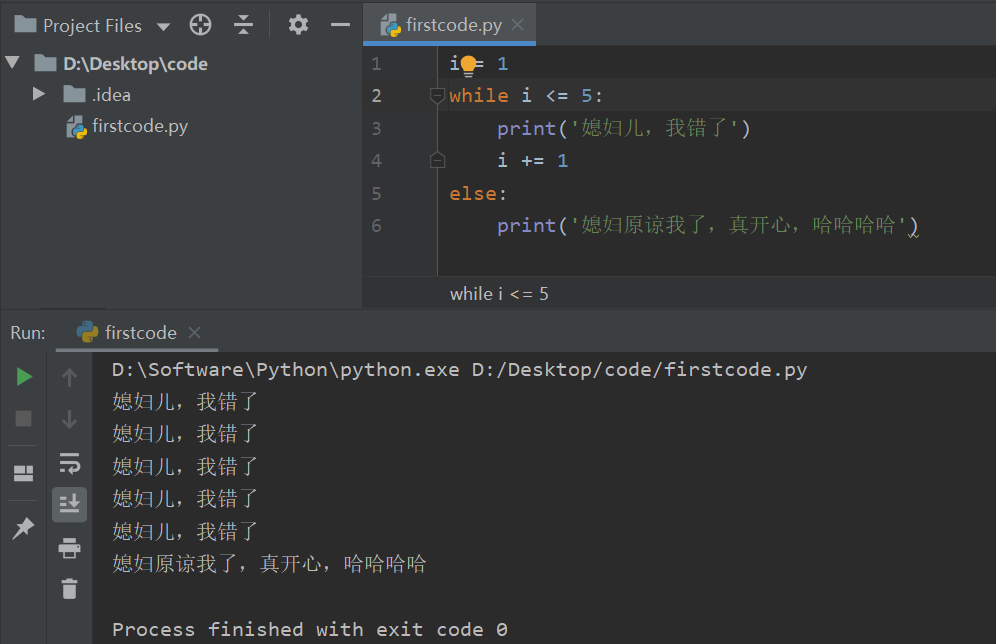 Project Files
firstcode.py
D:\Desktop\code
.idea
firstcode.py
1 i = 1
2 while i <= 5:
3 print('媳妇儿，我错了')
4 i += 1
5 else:
6 print('媳妇原谅我了，真开心，哈哈哈哈')
while i <= 5
Run: firstcode
D:\Software\Python\python.exe D:/Desktop/code/firstcode.py
媳妇儿，我错了
媳妇儿，我错了
媳妇儿，我错了
媳妇儿，我错了
媳妇儿，我错了
媳妇原谅我了，真开心，哈哈哈哈
Process finished with exit code 0